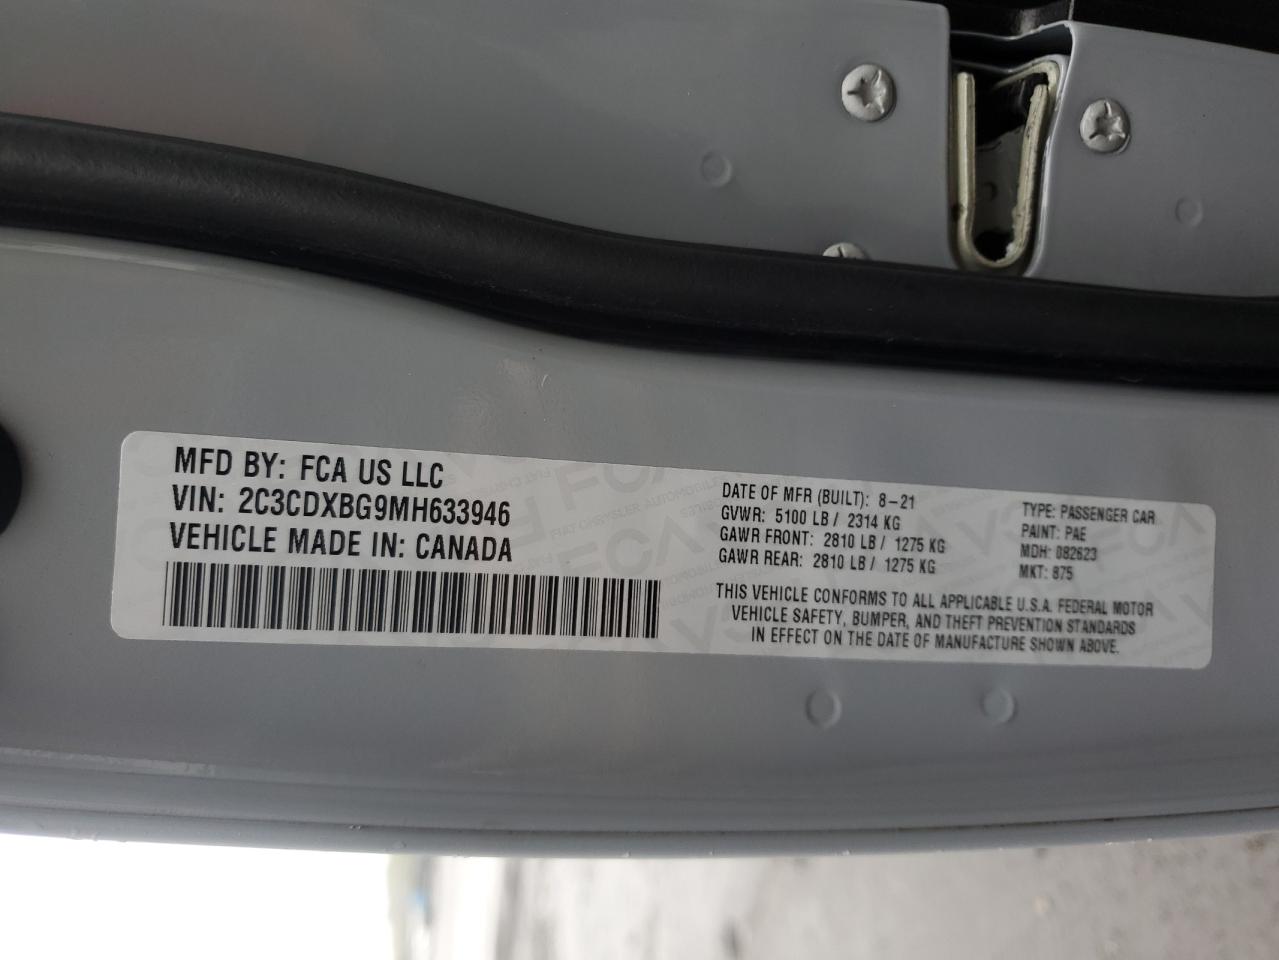 MFD BY: FCA US LLC
VIN: 2C3CDXBG9MH633946
VEHICLE MADE IN: CANADA
DATE OF MFR (BUILT): 8-21
GVWR: 5100 LB / 2314 KG
GAWR FRONT: 2810 LB / 1275 KG
GAWR REAR: 2810 LB / 1275 KG
TYPE: PASSENGER CAR
PAINT: PAE
MDH: 082623
MKT: 875
THIS VEHICLE CONFORMS TO ALL APPLICABLE U.S.A. FEDERAL MOTOR
VEHICLE SAFETY, BUMPER, AND THEFT PREVENTION STANDARDS
IN EFFECT ON THE DATE OF MANUFACTURE SHOWN ABOVE.